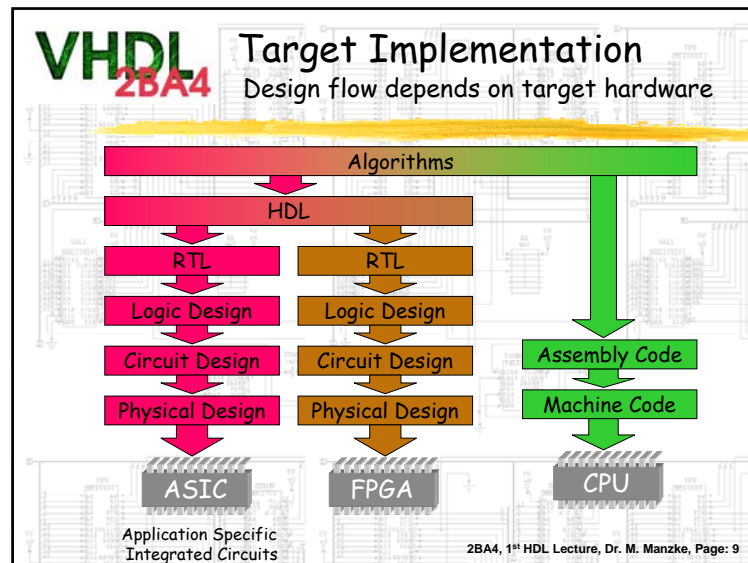 VHDL
2BA4
Target Implementation
Design flow depends on target hardware
Algorithms
HDL
RTL
RTL
Logic Design
Logic Design
Circuit Design
Circuit Design
Assembly Code
Physical Design
Physical Design
Machine Code
ASIC
FPGA
CPU
Application Specific
Integrated Circuits
2BA4, 1st HDL Lecture, Dr. M. Manzke, Page: 9